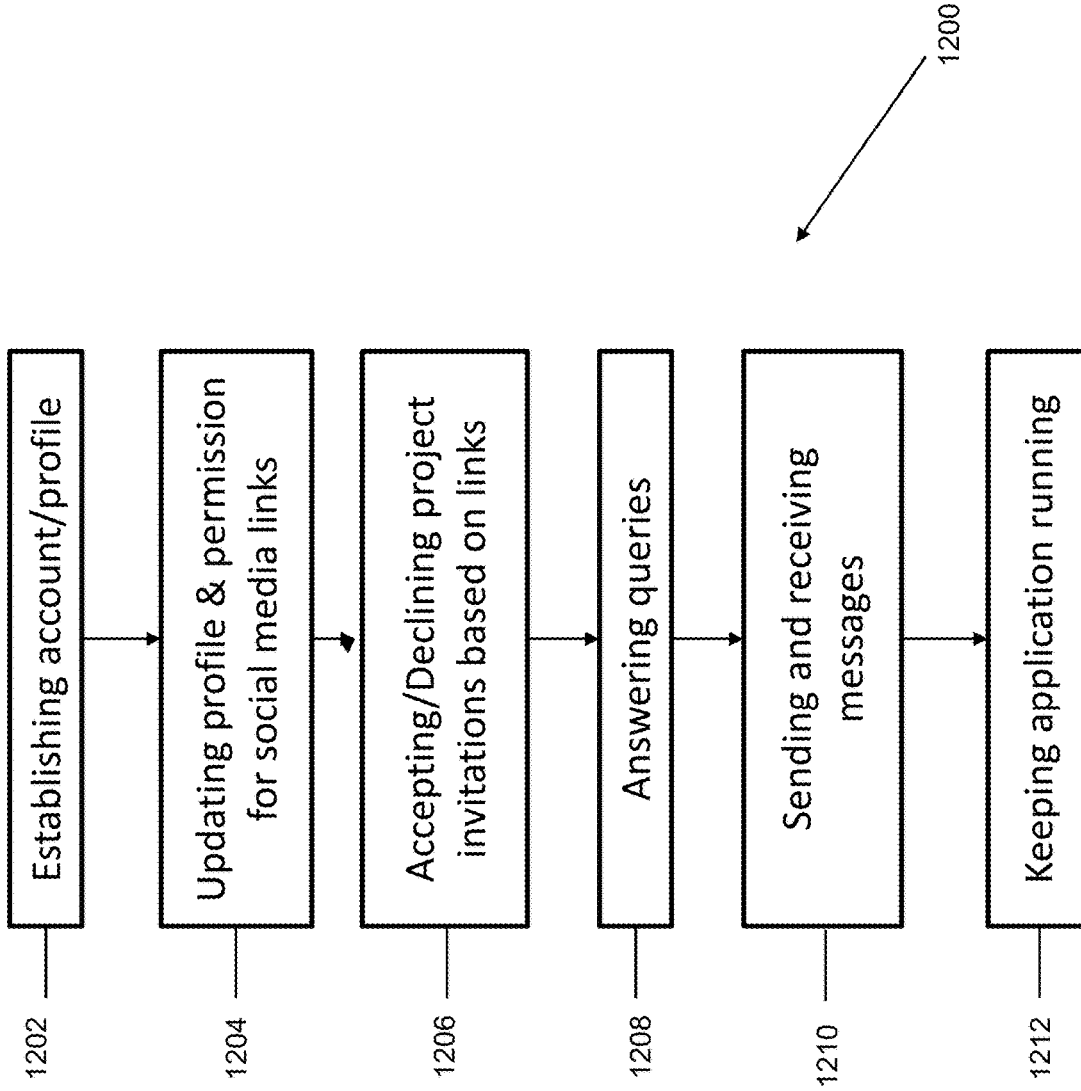 1202
Establishing account/profile
1204
Updating profile & permission
for social media links
1206
Accepting/Declining project
invitations based on links
1208
Answering queries
1210
Sending and receiving
messages
1212
Keeping application running
1200